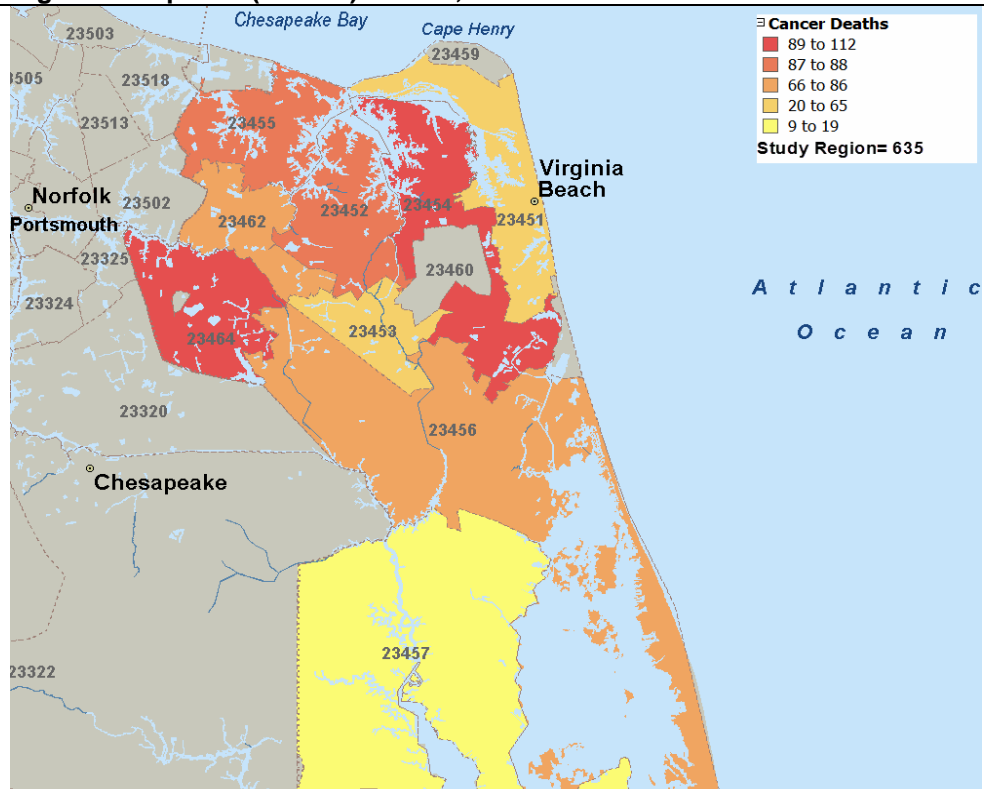 Chesapeake Bay
Cape Henry
23503
23459
23518
23455
23513
Norfolk
Portsmouth
23502
23462
23452
23454
23451
Virginia
Beach
23325
23460
23324
23464
23453
23320
23456
Chesapeake
23457
23322
Atlantic
Ocean
Cancer Deaths
89 to 112
87 to 88
66 to 86
20 to 65
9 to 19
Study Region= 635